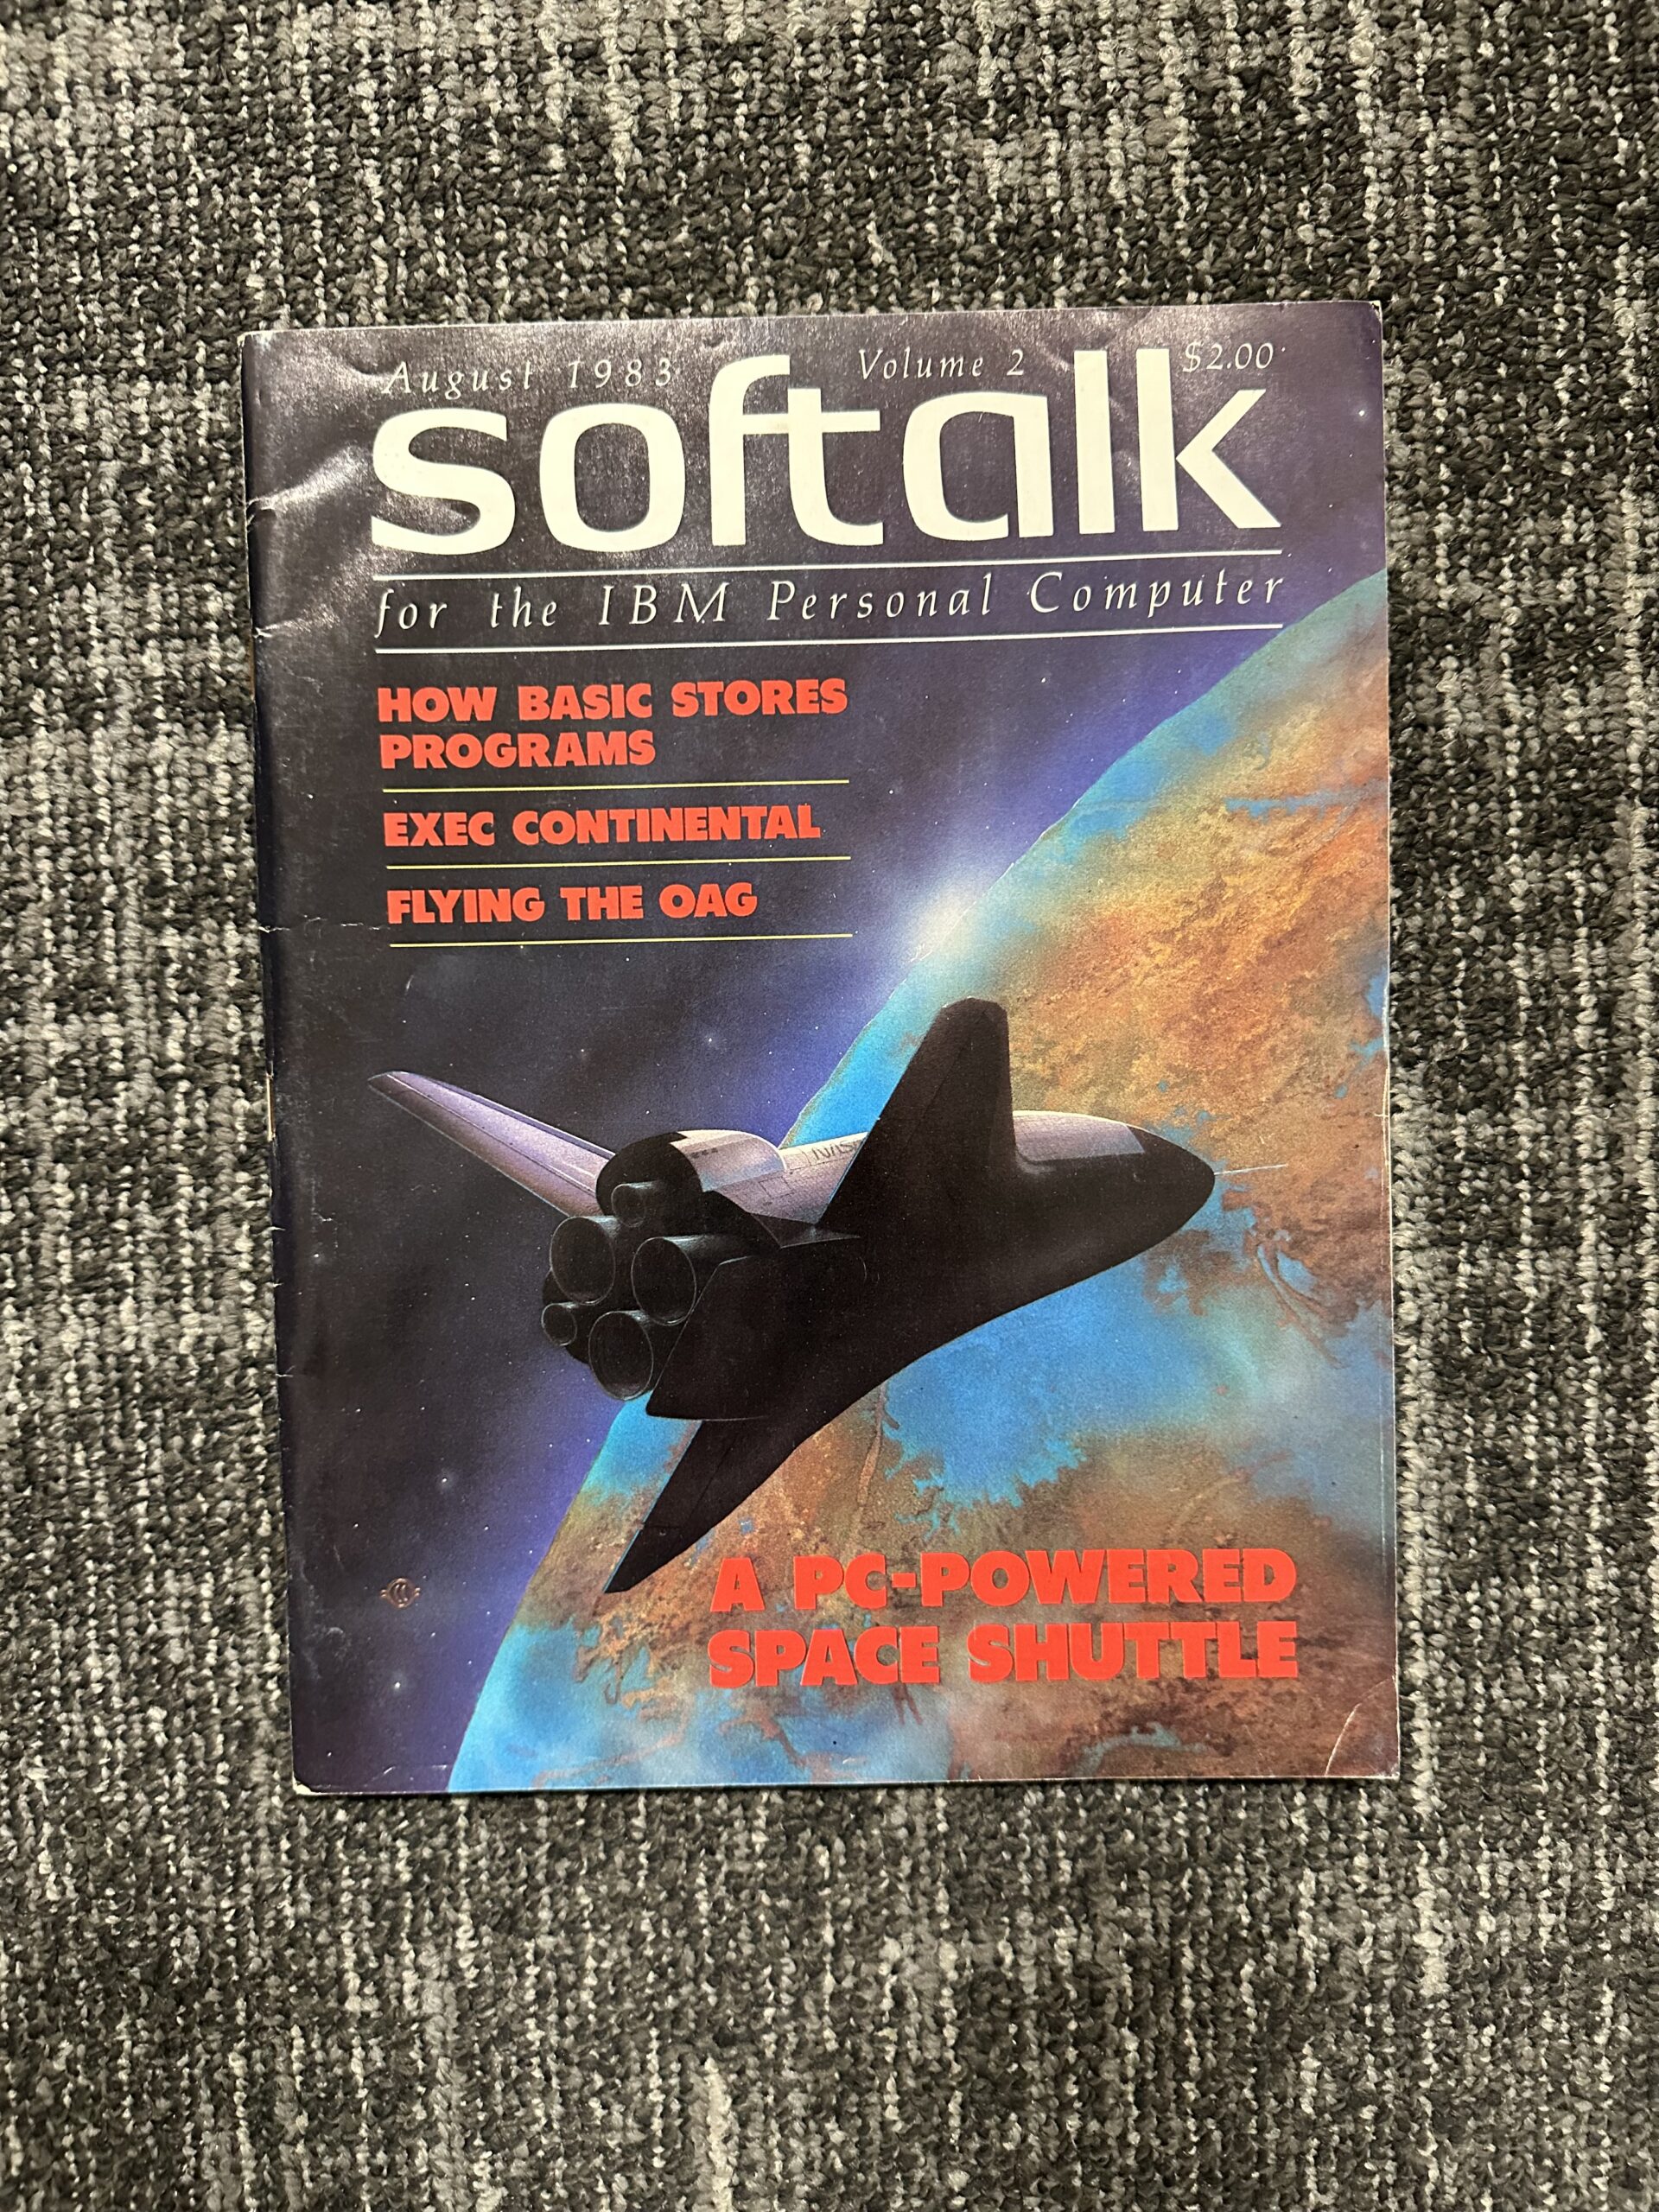 August 1983 Volume 2 $2.00
softalk
for the IBM Personal Computer
HOW BASIC STORES
PROGRAMS
EXEC CONTINENTAL
FLYING THE OAG
NAS
A PC-POWERED
SPACE SHUTTLE